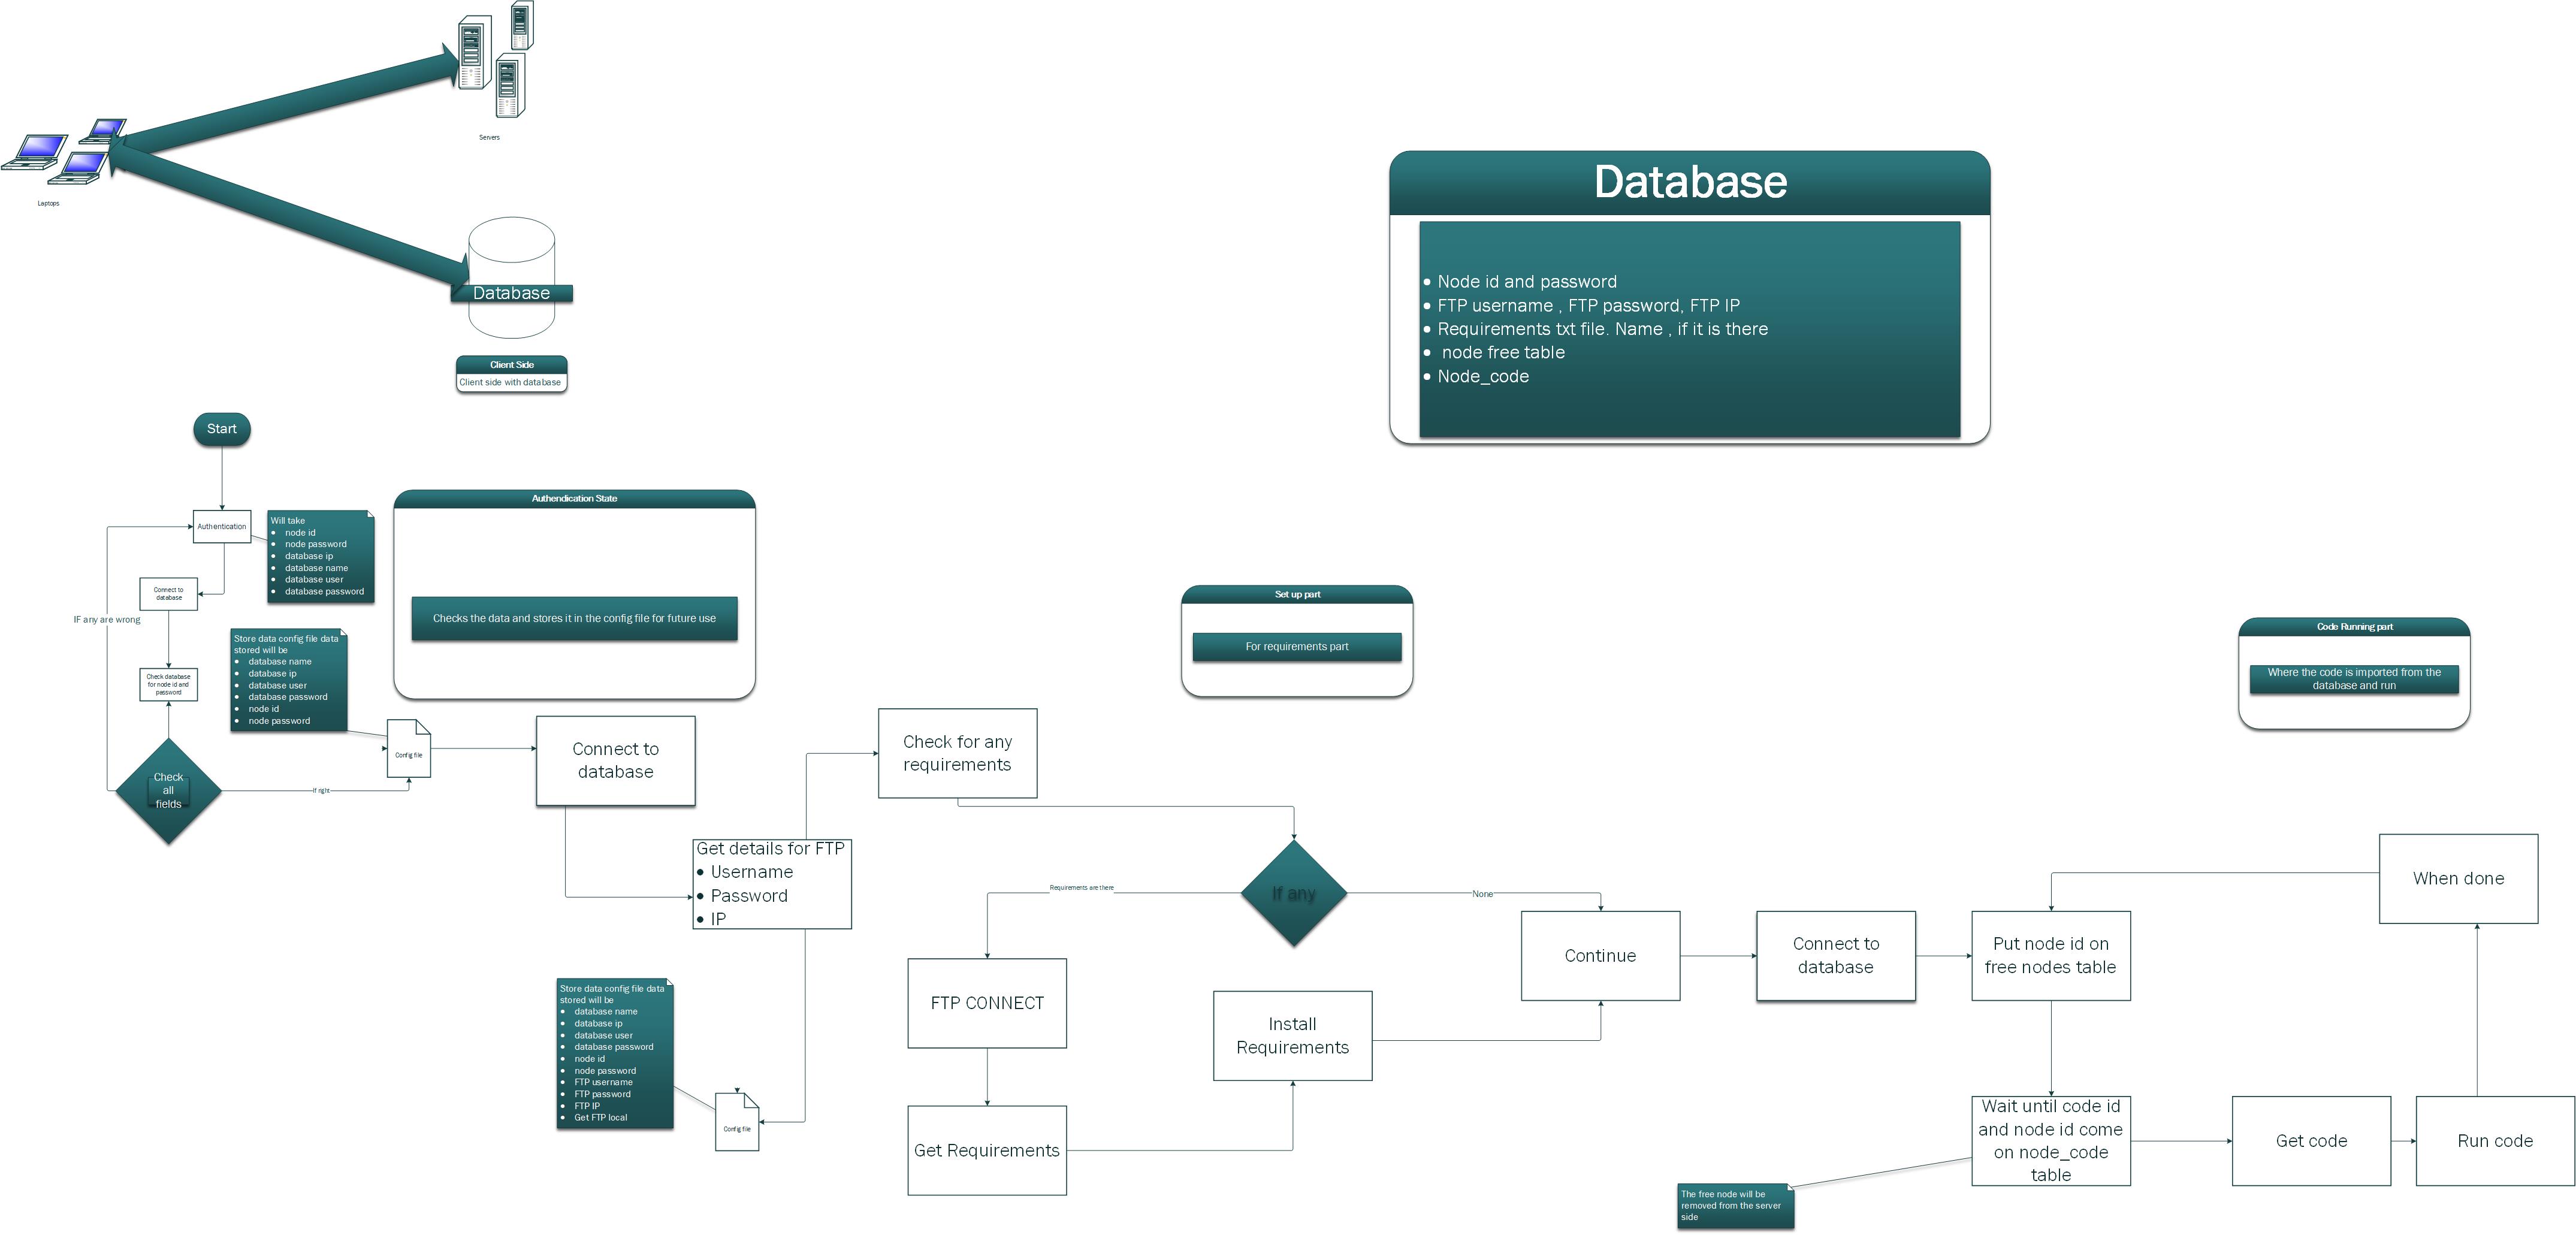 Servers
Laptops
Database
Client Side
Client side with database
Database
• Node id and password
• FTP username , FTP password, FTP IP
• Requirements txt file. Name , if it is there
• node free table
• Node_code
Start
Authentication
Will take
• node id
• node password
• database ip
• database name
• database user
• database password
Connect to
database
IF any are wrong
Check database
for node id and
password
Check
all
fields
If right
Store data config file data
stored will be
• database name
• database ip
• database user
• database password
• node id
• node password
Config file
Authendication State
Checks the data and stores it in the config file for future use
Connect to
database
Get details for FTP
• Username
• Password
• IP
Store data config file data
stored will be
• database name
• database ip
• database user
• database password
• node id
• node password
• FTP username
• FTP password
• FTP IP
• Get FTP local
Config file
Set up part
For requirements part
Check for any
requirements
If any
Requirements are there
None
FTP CONNECT
Get Requirements
Install
Requirements
Continue
Connect to
database
Code Running part
Where the code is imported from the
database and run
Put node id on
free nodes table
Wait until code id
and node id come
on node_code
table
The free node will be
removed from the server
side
Get code
Run code
When done